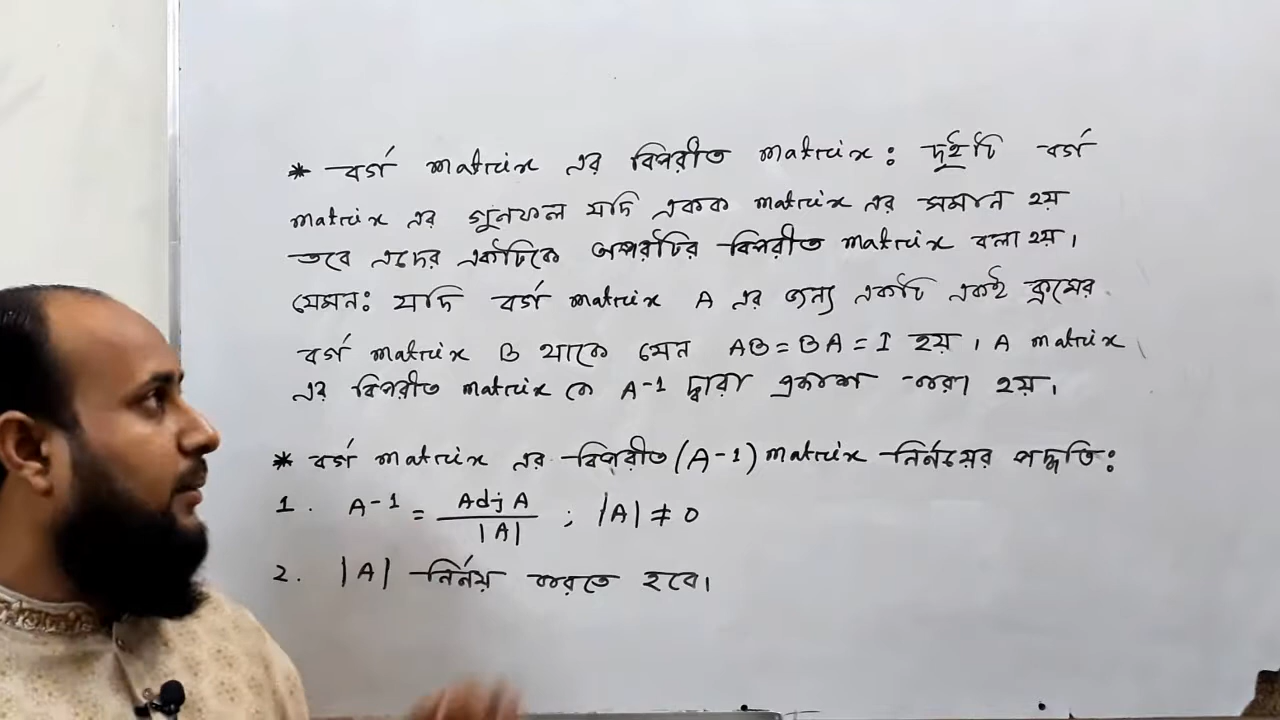 * বর্গ matrix এর বিপরীত matrix: দুইটি বর্গ
matrix এর গুনফল যদি একক matrix এর সমান হয়
তবে এদের একটিকে অপরটির বিপরীত matrix বলা হয়।
যেমন: যদি বর্গ matrix A এর জন্য একটি একই ক্রমের
বর্গ matrix B থাকে যেন AB = BA = I হয়। A matrix
এর বিপরীত matrix কে A-1 দ্বারা প্রকাশ করা হয়।
* বর্গ matrix এর বিপরীত (A-1) matrix নির্নয়ের পদ্ধতি:
1. A-1 = Adj A / |A| ; |A| ≠ 0
2. |A| নির্নয় করতে হবে।